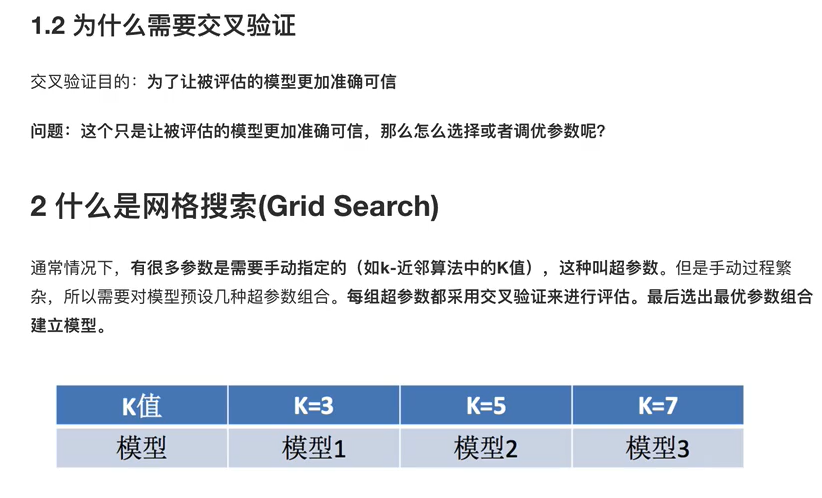 1.2 为什么需要交叉验证
交叉验证目的：为了让被评估的模型更加准确可信
问题：这个只是让被评估的模型更加准确可信，那么怎么选择或者调优参数呢？
2 什么是网格搜索(Grid Search)
通常情况下，有很多参数是需要手动指定的（如k-近邻算法中的K值），这种叫超参数。但是手动过程繁
杂，所以需要对模型预设几种超参数组合。每组超参数都采用交叉验证来进行评估。最后选出最优参数组合
建立模型。
K值 K=3 K=5 K=7
模型 模型1 模型2 模型3